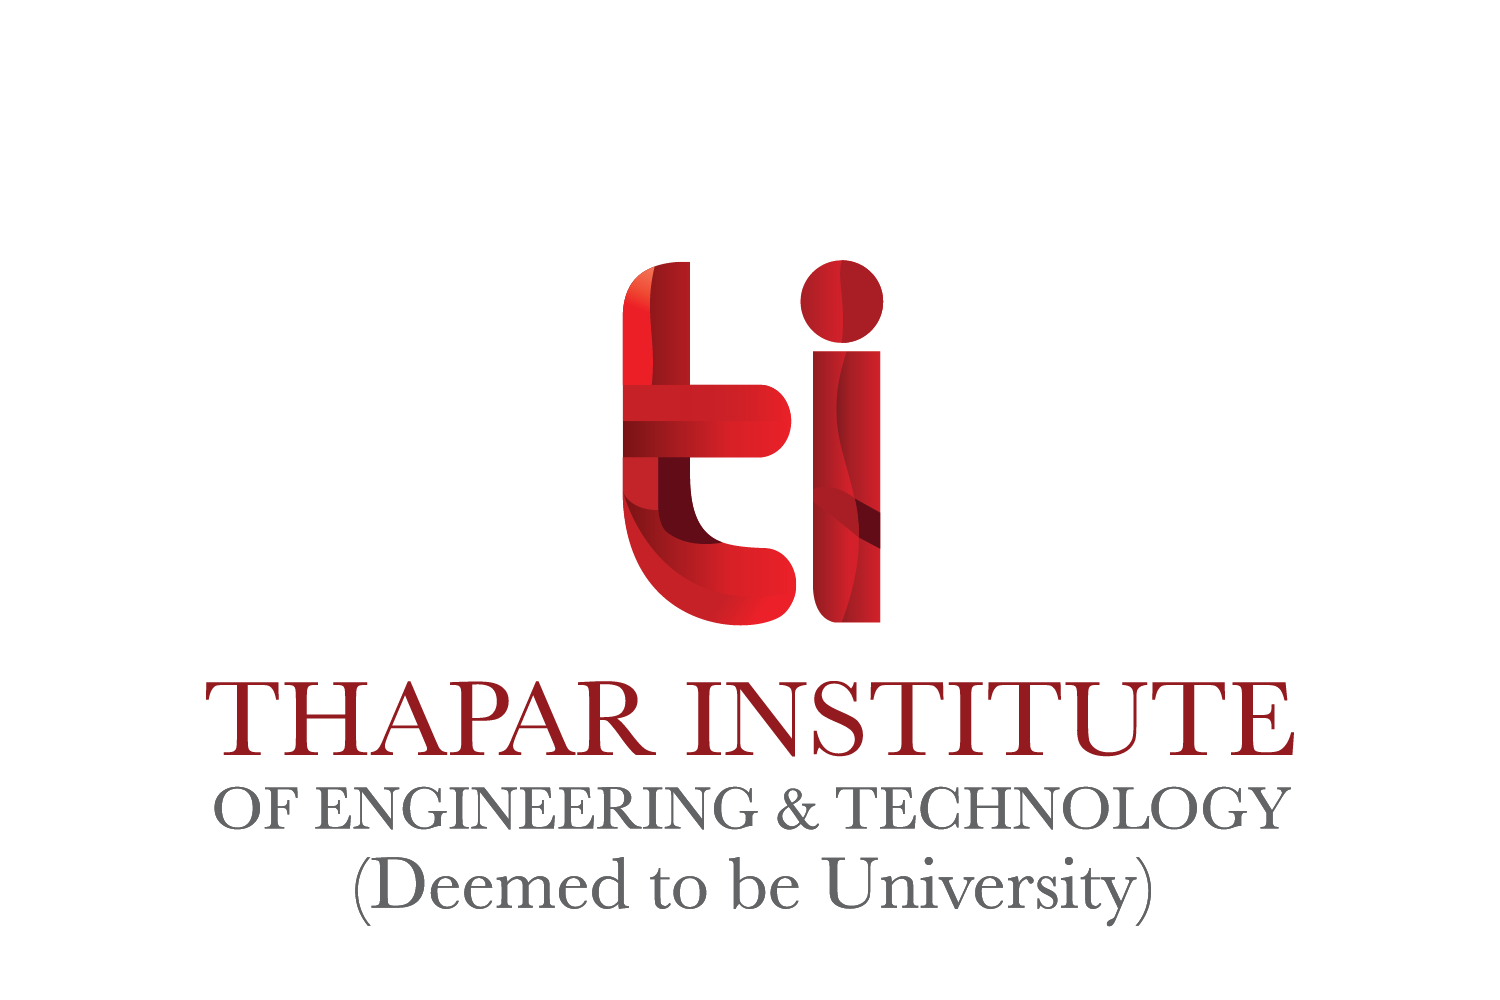 ti
THAPAR INSTITUTE
OF ENGINEERING & TECHNOLOGY
(Deemed to be University)